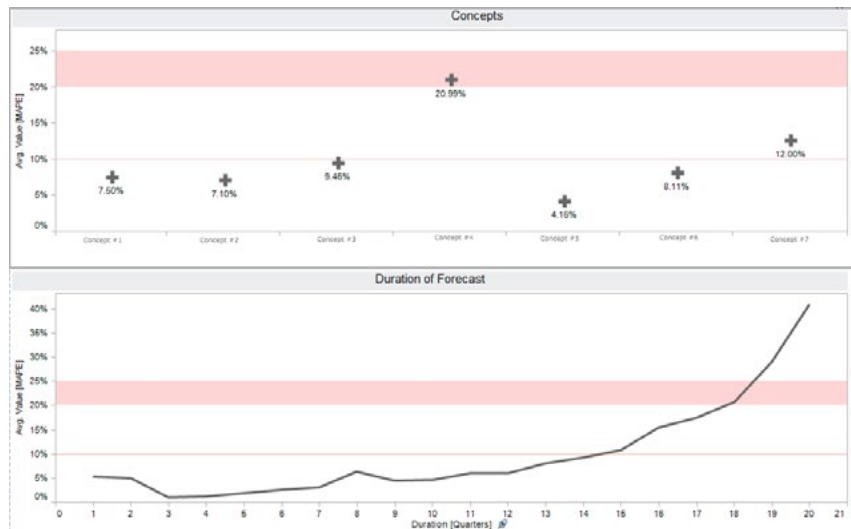 Concepts
25%
20%
15%
10%
5%
0%
Avg. Value [MAPE]
7.50%
7.10%
9.46%
20.99%
4.16%
8.11%
12.00%
Concept #1
Concept #2
Concept #3
Concept #4
Concept #5
Concept #6
Concept #7
Duration of Forecast
40%
35%
30%
25%
20%
15%
10%
5%
0%
Avg. Value [MAPE]
0 1 2 3 4 5 6 7 8 9 10 11 12 13 14 15 16 17 18 19 20 21
Duration [Quarters]